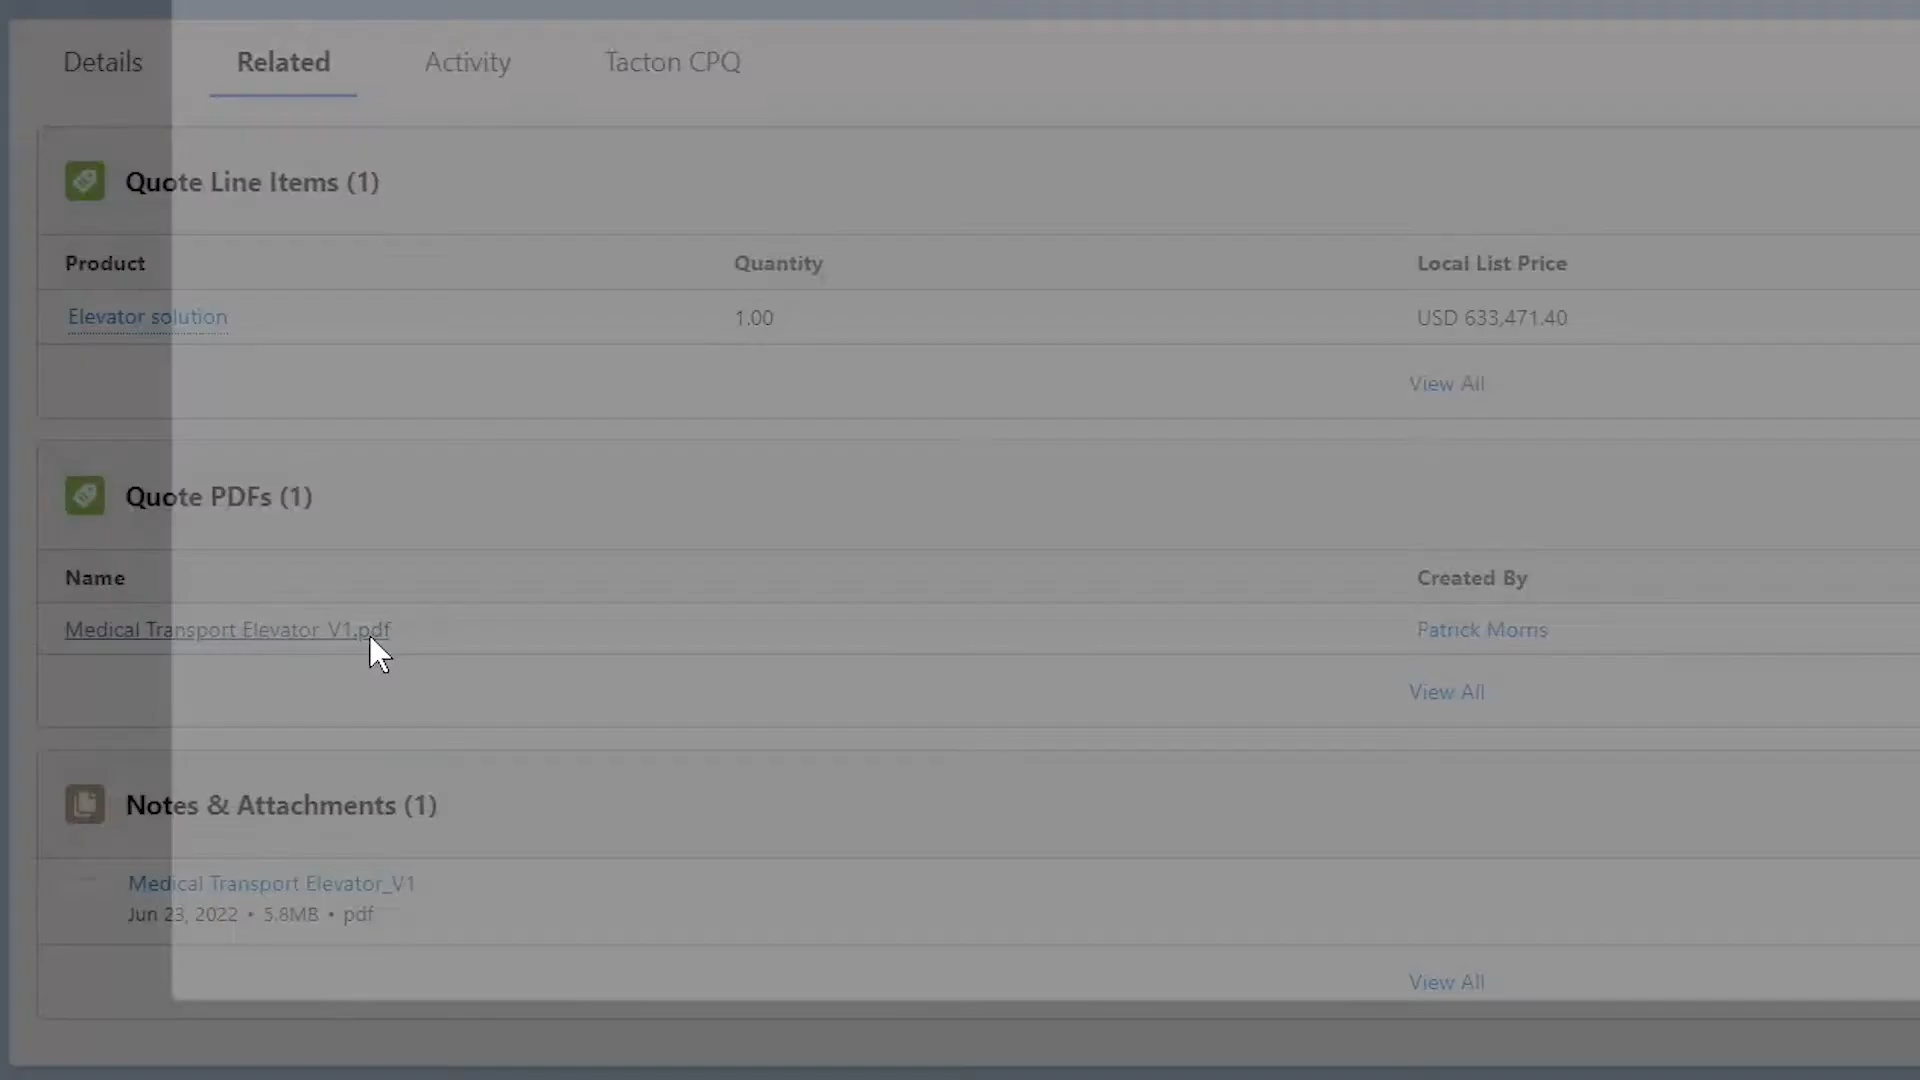 Details Related Activity Tacton CPQ
Quote Line Items (1)
Product Quantity Local List Price
Elevator solution 1.00 USD 633,471.40
View All
Quote PDFs (1)
Name Created By
Medical Transport Elevator_V1.pdf Patrick Morris
View All
Notes & Attachments (1)
Medical Transport Elevator_V1
Jun 23, 2022 • 5.8MB • pdf
View All